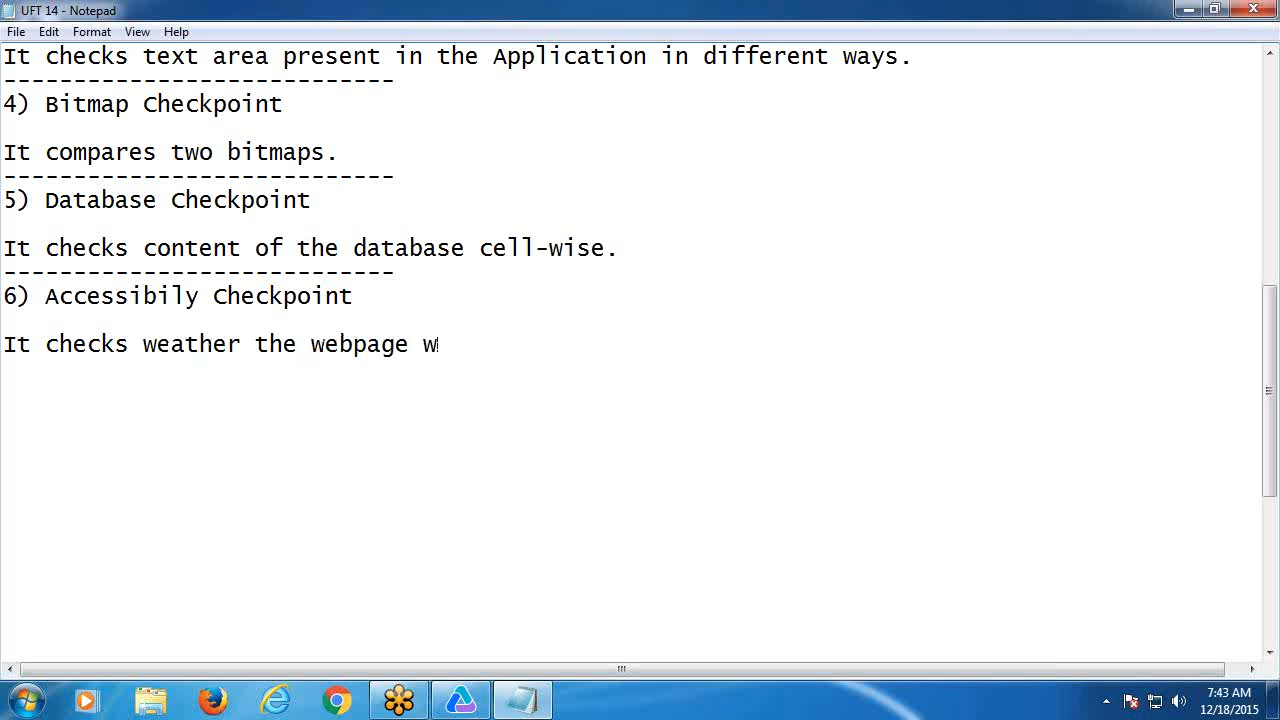 UFT 14 - Notepad
File Edit Format View Help
It checks text area present in the Application in different ways.
----------------------------
4) Bitmap Checkpoint
It compares two bitmaps.
----------------------------
5) Database Checkpoint
It checks content of the database cell-wise.
----------------------------
6) Accessibily Checkpoint
It checks weather the webpage w
7:43 AM
12/18/2015